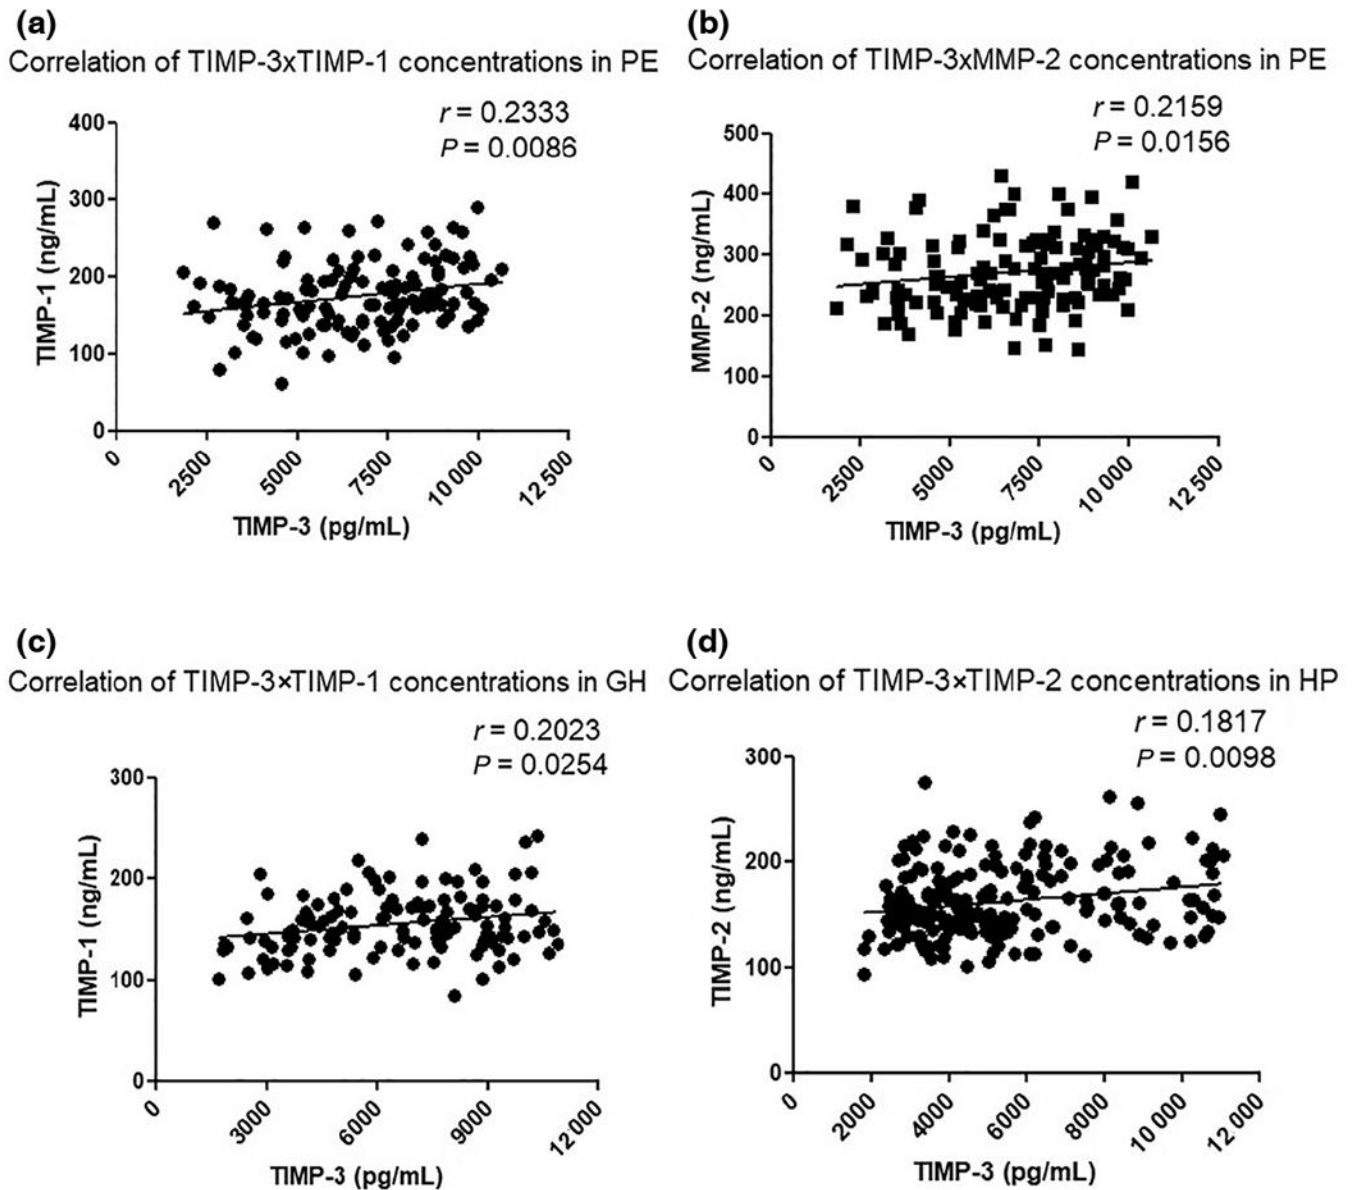 (a)
Correlation of TIMP-3xTIMP-1 concentrations in PE
r = 0.2333
P = 0.0086
400
300
200
100
0
TIMP-1 (ng/mL)
0
2500
5000
7500
10 000
12 500
TIMP-3 (pg/mL)
(b)
Correlation of TIMP-3xMMP-2 concentrations in PE
r = 0.2159
P = 0.0156
500
400
300
200
100
0
MMP-2 (ng/mL)
0
2500
5000
7500
10 000
12 500
TIMP-3 (pg/mL)
(c)
Correlation of TIMP-3×TIMP-1 concentrations in GH
r = 0.2023
P = 0.0254
300
200
100
0
TIMP-1 (ng/mL)
0
3000
6000
9000
12 000
TIMP-3 (pg/mL)
(d)
Correlation of TIMP-3×TIMP-2 concentrations in HP
r = 0.1817
P = 0.0098
300
200
100
0
TIMP-2 (ng/mL)
0
2000
4000
6000
8000
10 000
12 000
TIMP-3 (pg/mL)